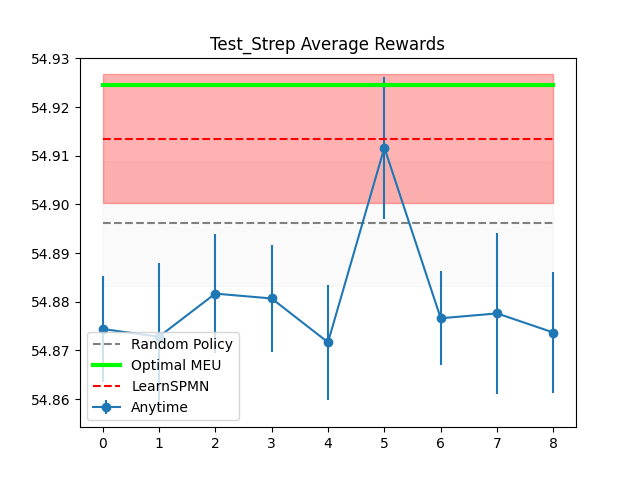 Test_Strep Average Rewards
54.93
54.92
54.91
54.90
54.89
54.88
54.87
54.86
Random Policy
Optimal MEU
LearnSPMN
Anytime
0 1 2 3 4 5 6 7 8